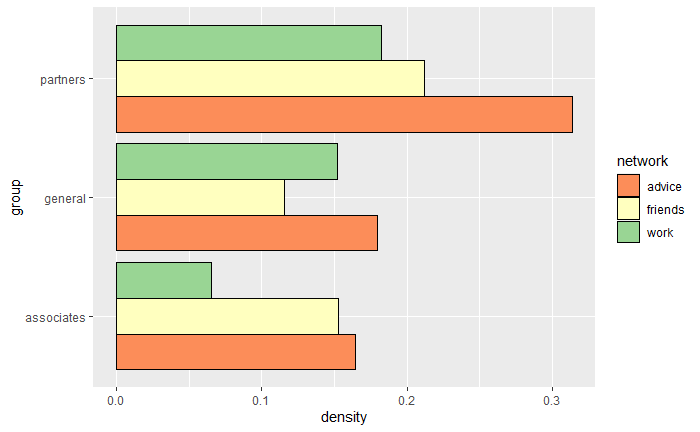 partners
general
associates
group
0.0
0.1
0.2
0.3
density
network
advice
friends
work